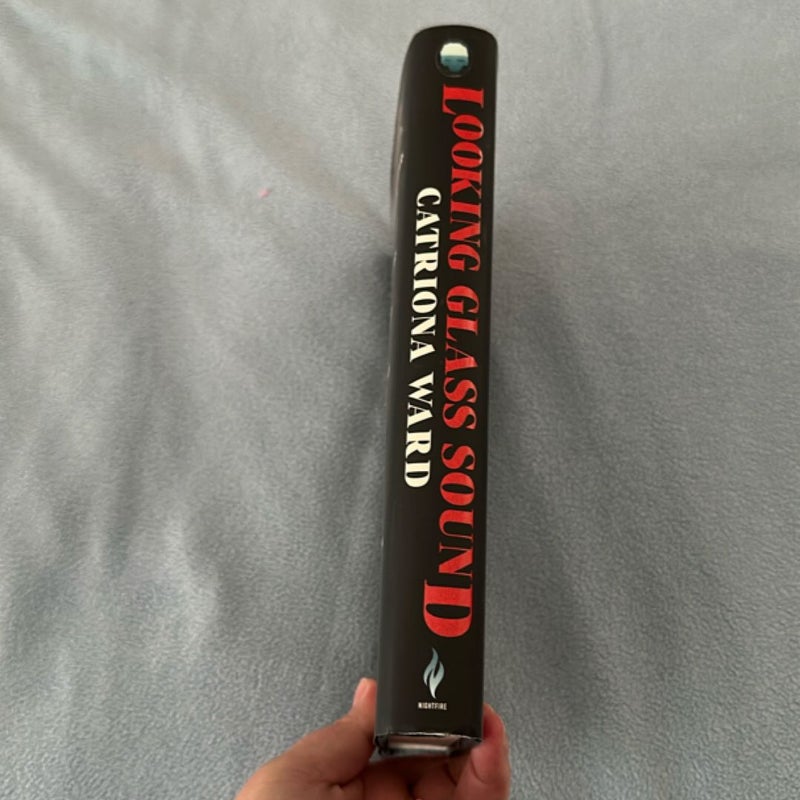 LOOKING GLASS SOUND
CATRIONA WARD
NIGHTFIRE